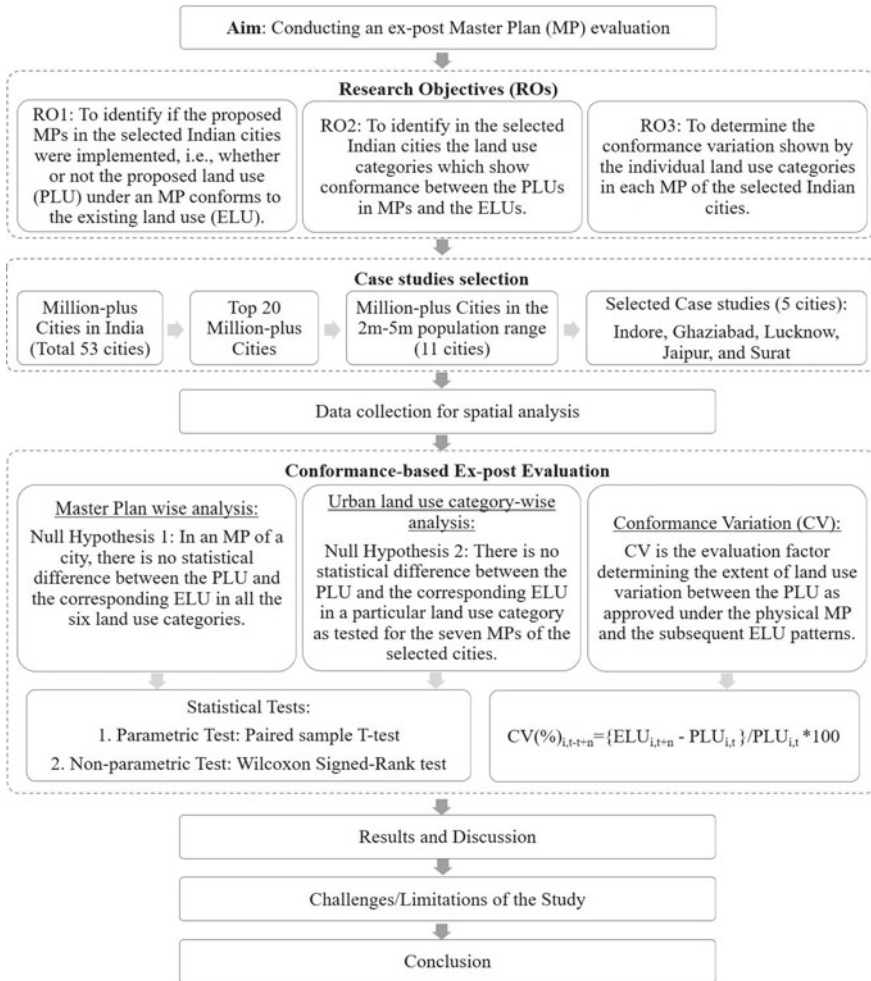 Aim: Conducting an ex-post Master Plan (MP) evaluation
Research Objectives (ROs)
RO1: To identify if the proposed
MPs in the selected Indian cities
were implemented, i.e., whether
or not the proposed land use
(PLU) under an MP conforms to
the existing land use (ELU).
RO2: To identify in the selected
Indian cities the land use
categories which show
conformance between the PLUs
in MPs and the ELUs.
RO3: To determine the
conformance variation shown by
the individual land use categories
in each MP of the selected Indian
cities.
Case studies selection
Million-plus
Cities in India
(Total 53 cities)
Top 20
Million-plus
Cities
Million-plus Cities in the
2m-5m population range
(11 cities)
Selected Case studies (5 cities):
Indore, Ghaziabad, Lucknow,
Jaipur, and Surat
Data collection for spatial analysis
Conformance-based Ex-post Evaluation
Master Plan wise analysis:
Null Hypothesis 1: In an MP of a
city, there is no statistical
difference between the PLU and
the corresponding ELU in all the
six land use categories.
Urban land use category-wise
analysis:
Null Hypothesis 2: There is no
statistical difference between the
PLU and the corresponding ELU
in a particular land use category
as tested for the seven MPs of the
selected cities.
Conformance Variation (CV):
CV is the evaluation factor
determining the extent of land use
variation between the PLU as
approved under the physical MP
and the subsequent ELU patterns.
Statistical Tests:
1. Parametric Test: Paired sample T-test
2. Non-parametric Test: Wilcoxon Signed-Rank test
CV(%)i,t-t+n={ELUi,t+n - PLUi,t }/PLUi,t *100
Results and Discussion
Challenges/Limitations of the Study
Conclusion